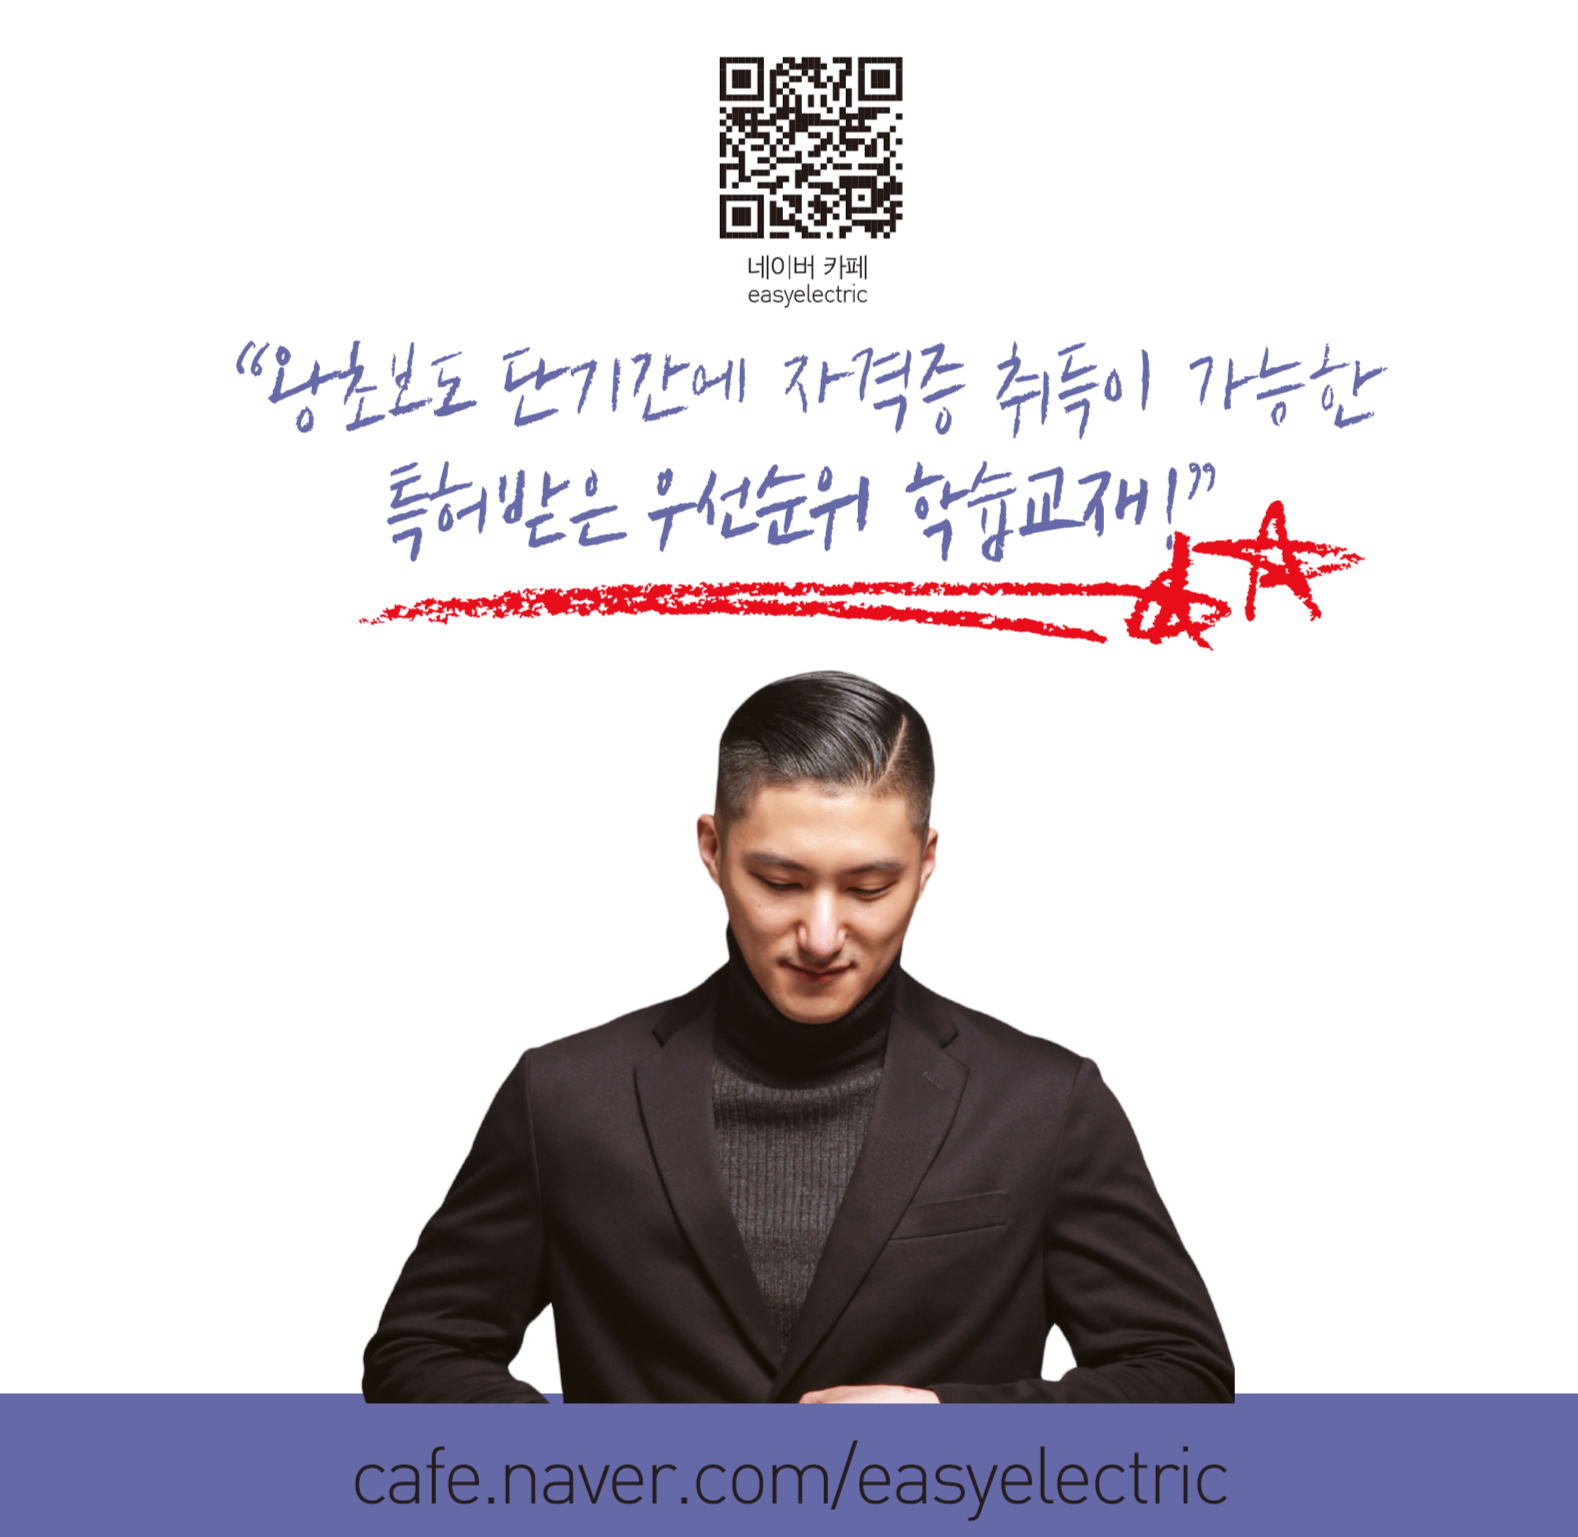 네이버 카페
easyelectric
“왕초보도 단기간에 자격증 취득이 가능한
특허받은 우선순위 학습교재!”
cafe.naver.com/easyelectric